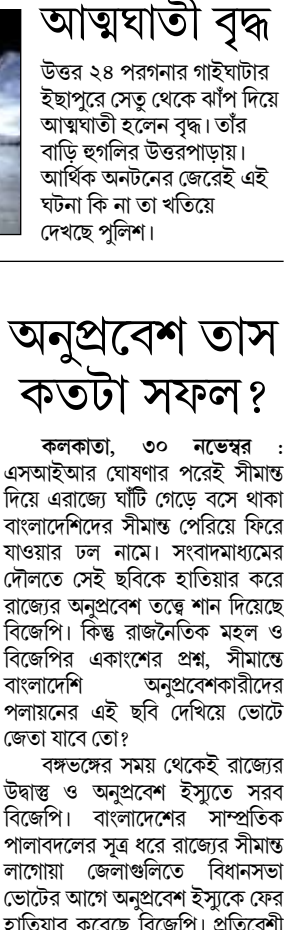 আত্মঘাতী বৃদ্ধ
উত্তর ২৪ পরগনার গাইঘাটার
ইছাপুরে সেতু থেকে ঝাঁপ দিয়ে
আত্মঘাতী হলেন বৃদ্ধ। তাঁর
বাড়ি হুগলির উত্তরপাড়ায়।
আর্থিক অনটনের জেরেই এই
ঘটনা কি না তা খতিয়ে
দেখছে পুলিশ।
অনুপ্রবেশ তাস
কতটা সফল?
কলকাতা, ৩০ নভেম্বর :
এসআইআর ঘোষণার পরেই সীমান্ত
দিয়ে এরাজ্যে ঘাঁটি গেড়ে বসে থাকা
বাংলাদেশিদের সীমান্ত পেরিয়ে ফিরে
যাওয়ার ঢল নামে। সংবাদমাধ্যমের
দৌলতে সেই ছবিকে হাতিয়ার করে
রাজ্যের অনুপ্রবেশ তত্ত্বে শান দিয়েছে
বিজেপি। কিন্তু রাজনৈতিক মহল ও
বিজেপির একাংশের প্রশ্ন, সীমান্তে
বাংলাদেশি অনুপ্রবেশকারীদের
পলায়নের এই ছবি দেখিয়ে ভোটে
জেতা যাবে তো?
বঙ্গভঙ্গের সময় থেকেই রাজ্যের
উদ্বাস্তু ও অনুপ্রবেশ ইস্যুতে সরব
বিজেপি। বাংলাদেশের সাম্প্রতিক
পালাবদলের সূত্র ধরে রাজ্যের সীমান্ত
লাগোয়া জেলাগুলিতে বিধানসভা
ভোটের আগে অনুপ্রবেশ ইস্যুকে ফের
হাতিয়ার করেছে বিজেপি। প্রতিবেশী